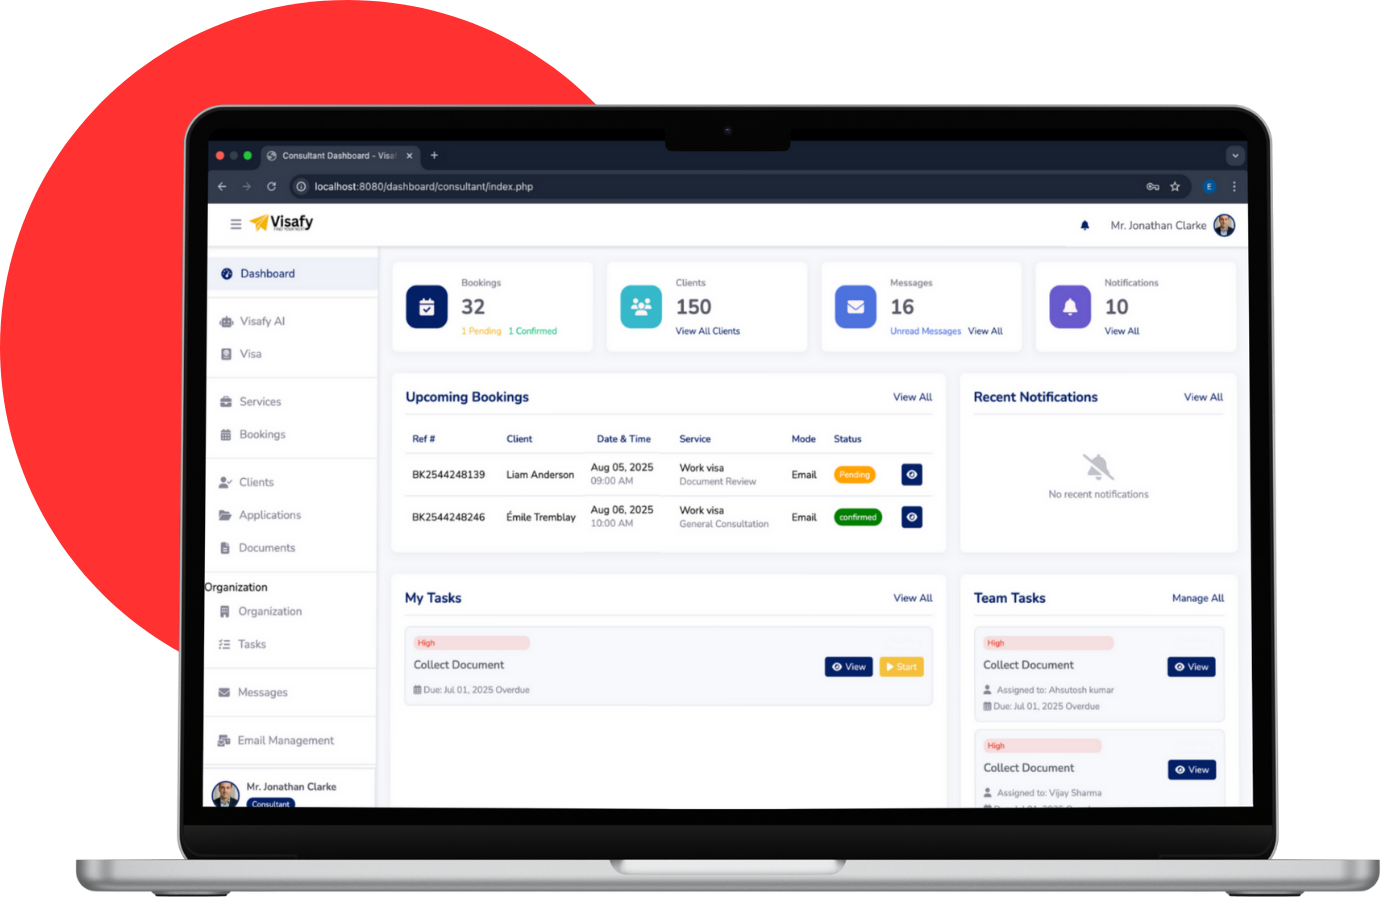 Consultant Dashboard - Visaf
localhost:8080/dashboard/consultant/index.php
E
Visafy
Mr. Jonathan Clarke
Dashboard
Visafy AI
Visa
Services
Bookings
Clients
Applications
Documents
Organization
Organization
Tasks
Messages
Email Management
Mr. Jonathan Clarke
Consultant
Bookings
32
1 Pending 1 Confirmed
Clients
150
View All Clients
Messages
16
Unread Messages View All
Notifications
10
View All
Upcoming Bookings View All
Ref # Client Date & Time Service Mode Status
BK2544248139 Liam Anderson Aug 05, 2025 09:00 AM Work visa Document Review Email Pending
BK2544248246 Émile Tremblay Aug 06, 2025 10:00 AM Work visa General Consultation Email confirmed
Recent Notifications View All
No recent notifications
My Tasks View All
High
Collect Document
Due: Jul 01, 2025 Overdue
View Start
Team Tasks Manage All
High
Collect Document
View
Assigned to: Ahsutosh kumar
Due: Jul 01, 2025 Overdue
High
Collect Document
View
Assigned to: Vijay Sharma